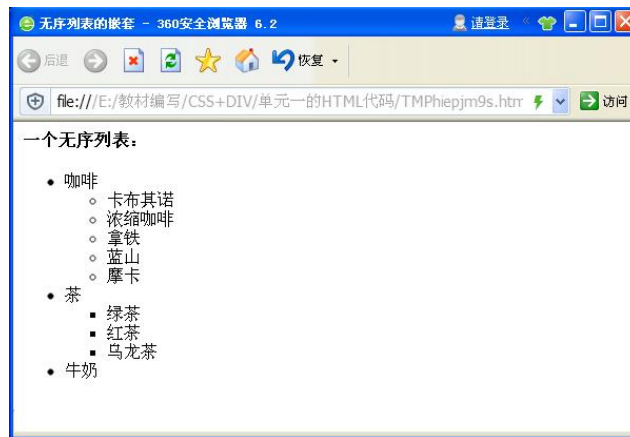 无序列表的嵌套 - 360安全浏览器 6.2 请登录
后退 恢复
file:///E:/教材编写/CSS+DIV/单元一的HTML代码/TMPhiepjm9s.htm 访问
一个无序列表：
咖啡
卡布其诺
浓缩咖啡
拿铁
蓝山
摩卡
茶
绿茶
红茶
乌龙茶
牛奶